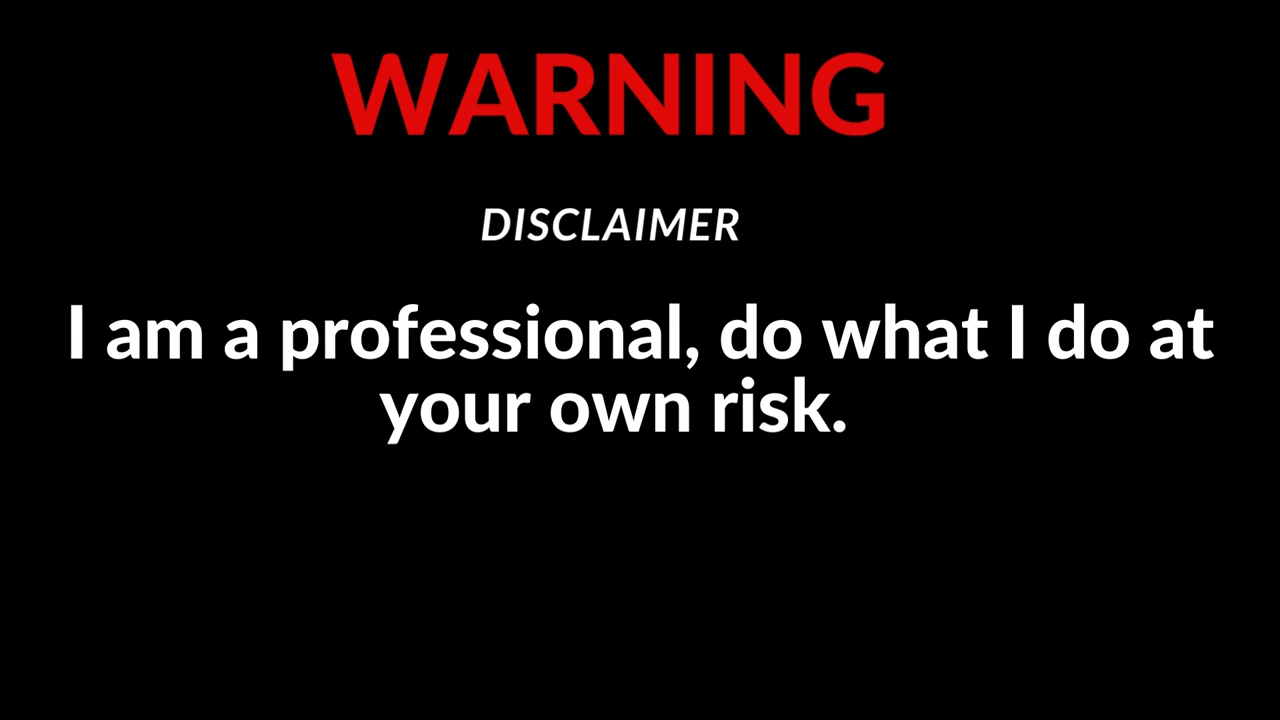 WARNING
DISCLAIMER
I am a professional, do what I do at
your own risk.